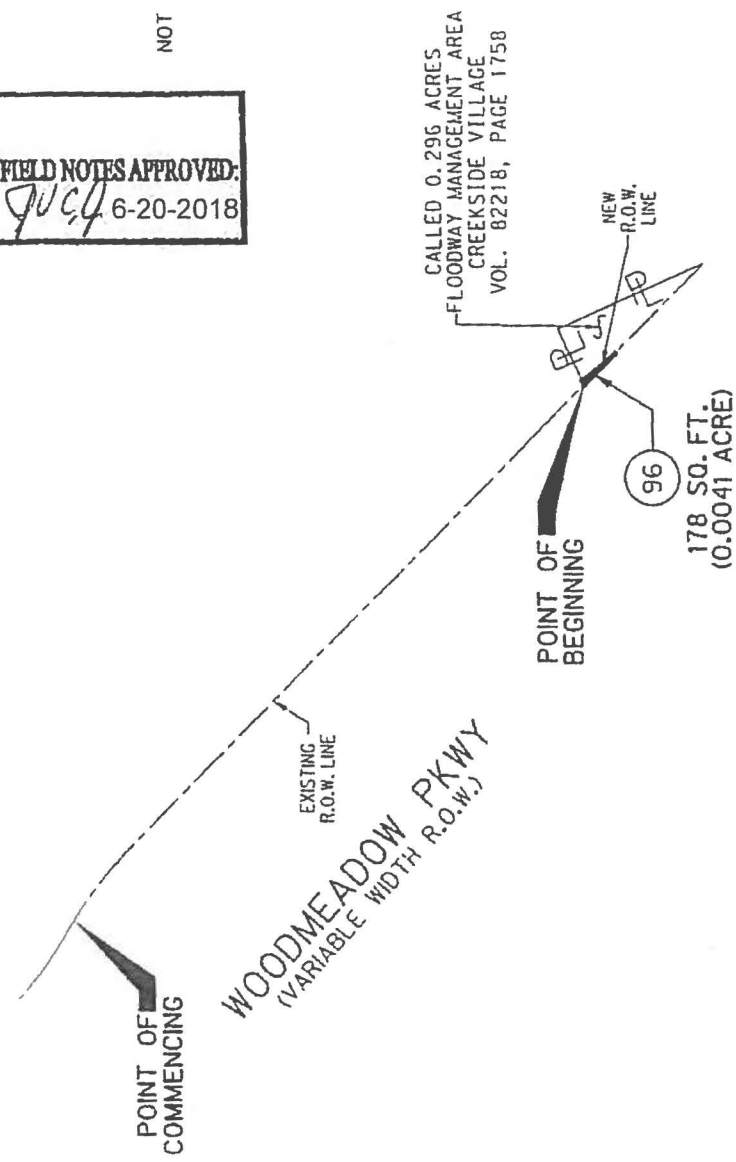 NOT
FIELD NOTES APPROVED:
6-20-2018
CALLED 0.296 ACRES
FLOODWAY MANAGEMENT AREA
CREEKSIDE VILLAGE
VOL. 82218, PAGE 1758
NEW
R.O.W.
LINE
PL
PL
96
178 SQ. FT.
(0.0041 ACRE)
POINT OF
BEGINNING
EXISTING
R.O.W. LINE
WOODMEADOW PKWY
(VARIABLE WIDTH R.O.W.)
POINT OF
COMMENCING